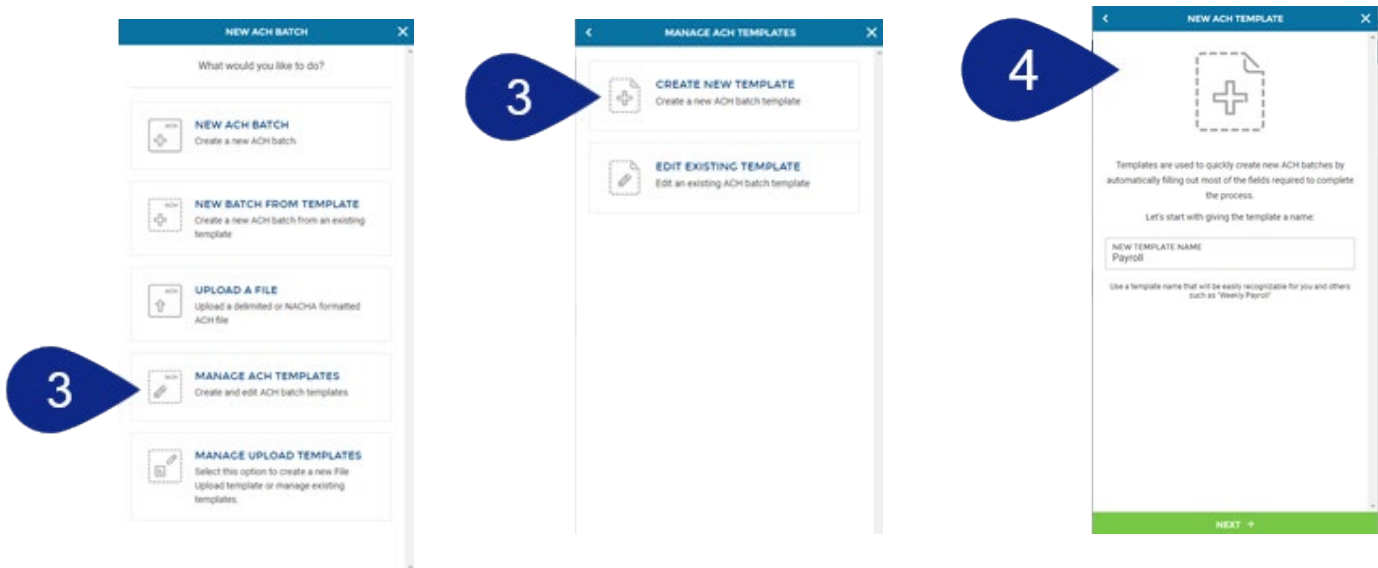 NEW ACH BATCH
What would you like to do?
NEW ACH BATCH
Create a new ACH batch
NEW BATCH FROM TEMPLATE
Create a new ACH batch from an existing
template
UPLOAD A FILE
Upload a delimited or NACHA formatted
ACH file
3
MANAGE ACH TEMPLATES
Create and edit ACH batch templates
MANAGE UPLOAD TEMPLATES
Select this option to create a new File
Upload template or manage existing
templates.
MANAGE ACH TEMPLATES
3
CREATE NEW TEMPLATE
Create a new ACH batch template
EDIT EXISTING TEMPLATE
Edit an existing ACH batch template
NEW ACH TEMPLATE
4
Templates are used to quickly create new ACH batches by
automatically filling out most of the fields required to complete
the process.
Let's start with giving the template a name:
NEW TEMPLATE NAME
Payroll
Use a template name that will be easily recognizable for you and others
such as "Weekly Payroll"
NEXT →